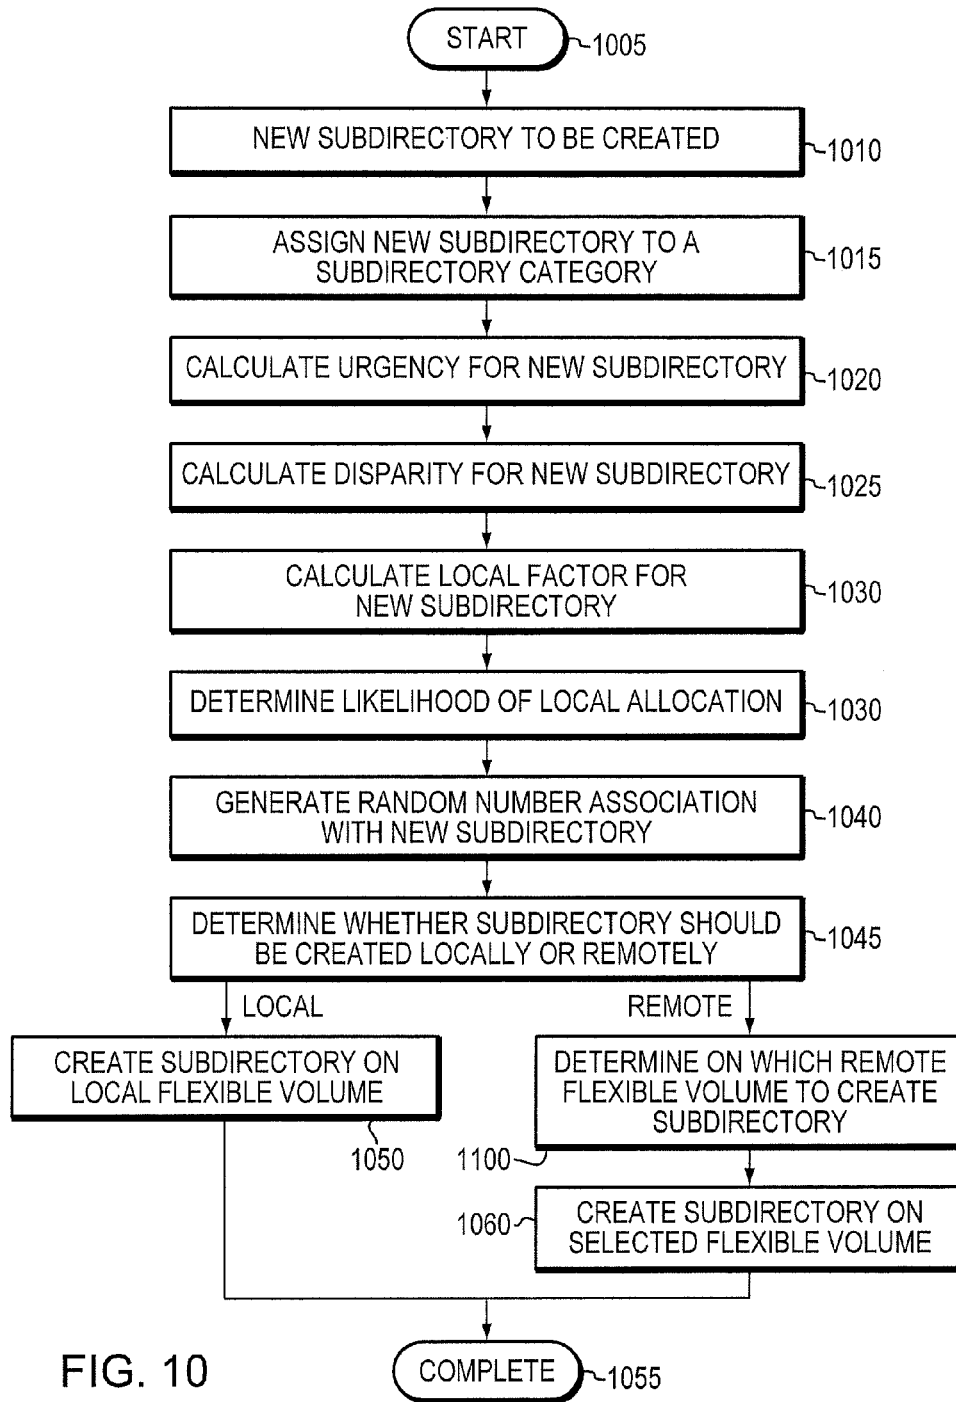 START
1005
NEW SUBDIRECTORY TO BE CREATED
1010
ASSIGN NEW SUBDIRECTORY TO A
SUBDIRECTORY CATEGORY
1015
CALCULATE URGENCY FOR NEW SUBDIRECTORY
1020
CALCULATE DISPARITY FOR NEW SUBDIRECTORY
1025
CALCULATE LOCAL FACTOR FOR
NEW SUBDIRECTORY
1030
DETERMINE LIKELIHOOD OF LOCAL ALLOCATION
1030
GENERATE RANDOM NUMBER ASSOCIATION
WITH NEW SUBDIRECTORY
1040
DETERMINE WHETHER SUBDIRECTORY SHOULD
BE CREATED LOCALLY OR REMOTELY
1045
LOCAL
REMOTE
CREATE SUBDIRECTORY ON
LOCAL FLEXIBLE VOLUME
1050
DETERMINE ON WHICH REMOTE
FLEXIBLE VOLUME TO CREATE
SUBDIRECTORY
1100
CREATE SUBDIRECTORY ON
SELECTED FLEXIBLE VOLUME
1060
COMPLETE
1055
FIG. 10